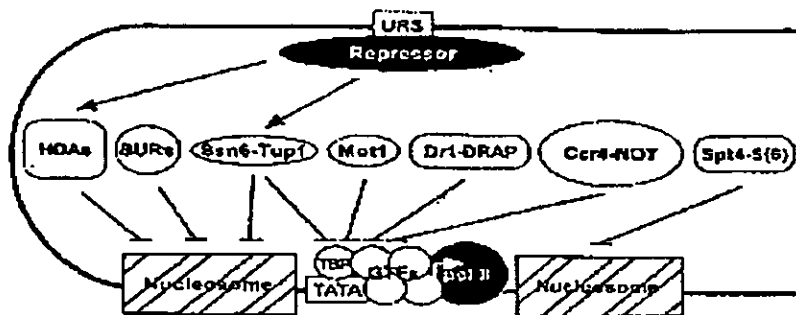 URS
Repressor
HDAs BURs Ssn6-Tup1 Mot1 Dr1-DRAP Ccr4-NOT Spt4-5(6)
TBP GTFs pol II
Nucleosome TATA Nucleosome